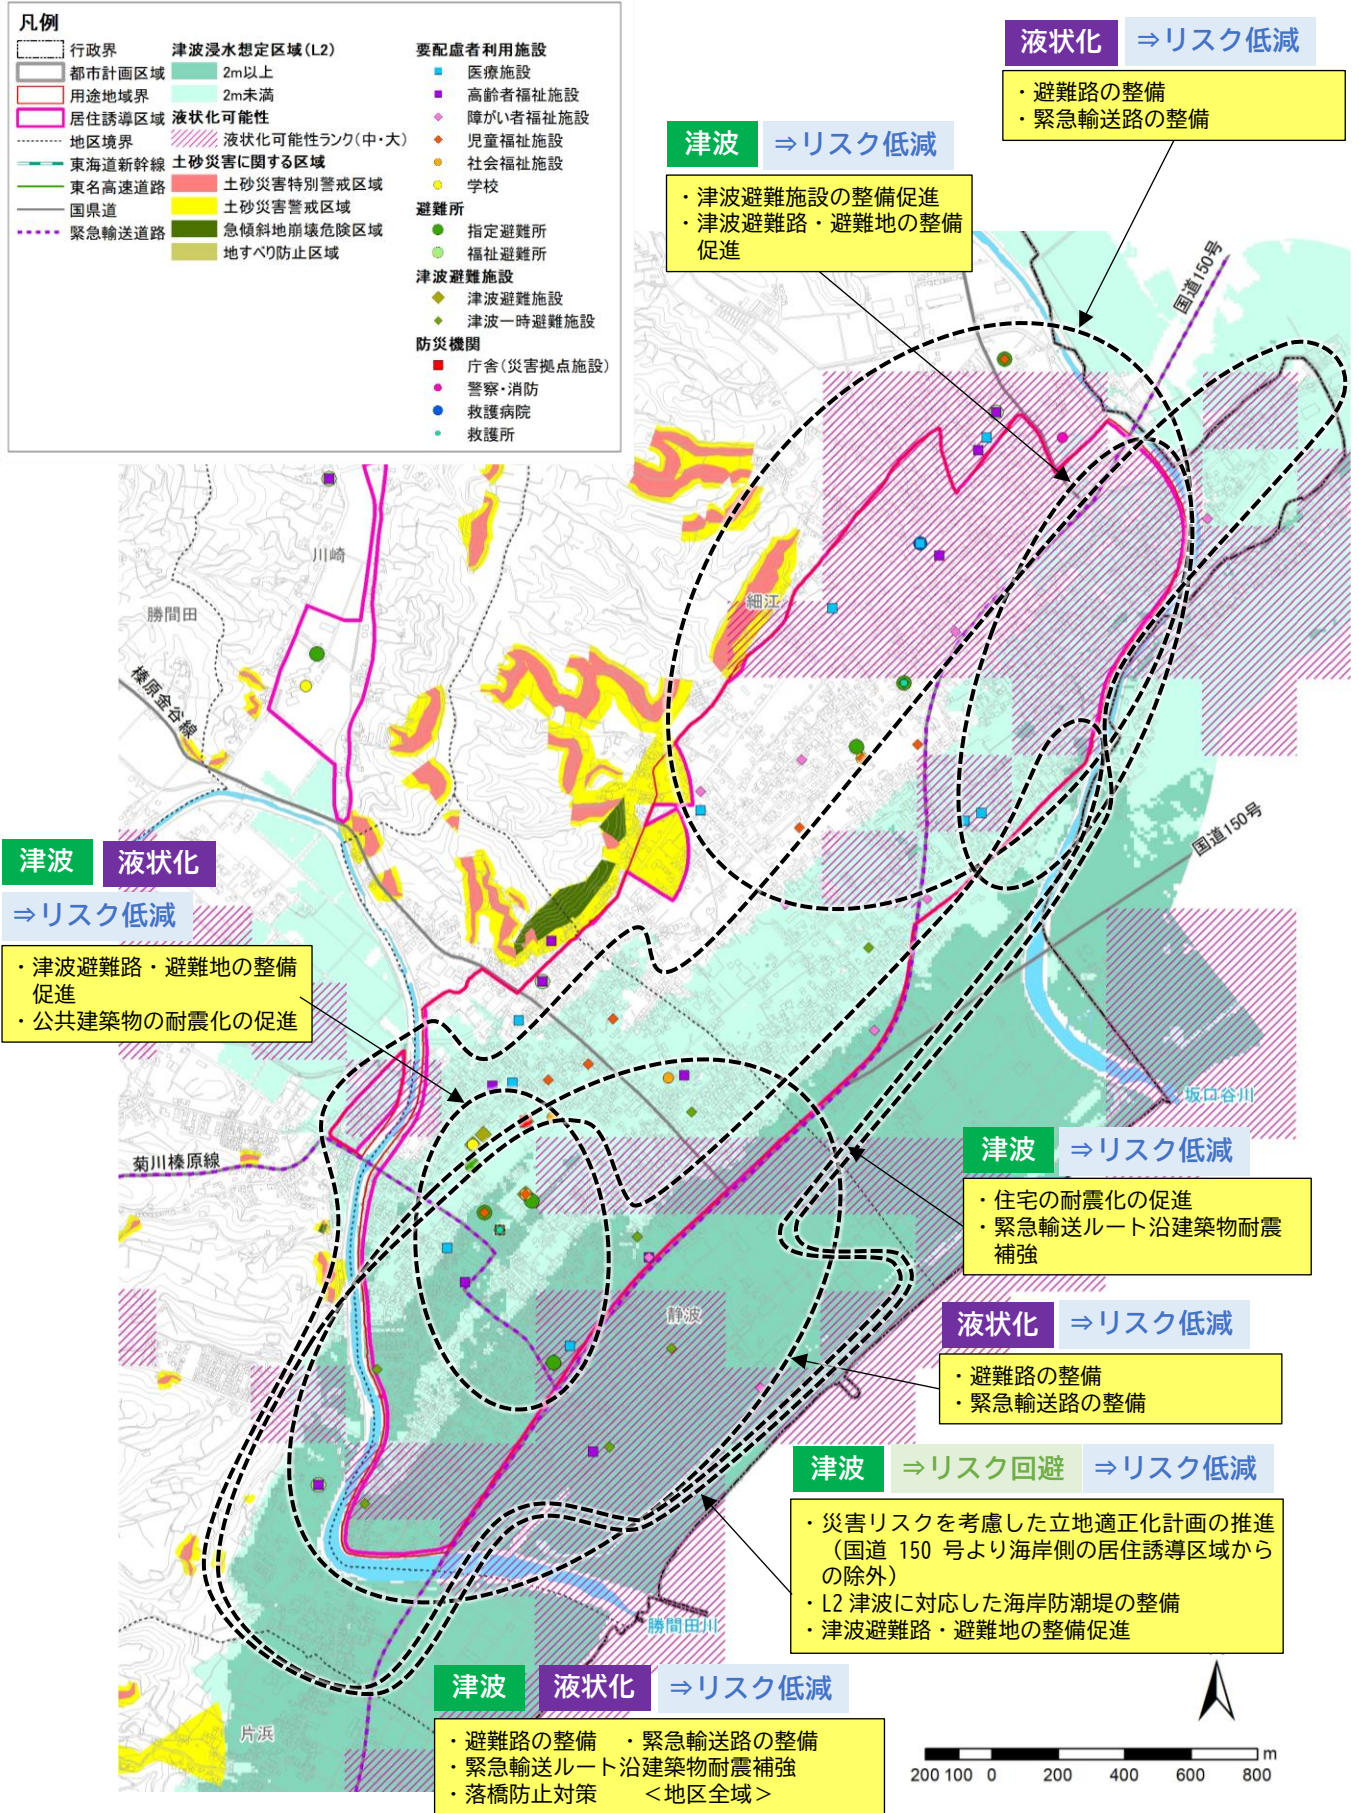 凡例
行政界
都市計画区域
用途地域界
居住誘導区域
地区境界
東海道新幹線
東名高速道路
国県道
緊急輸送道路
津波浸水想定区域(L2)
2m以上
2m未満
液状化可能性
液状化可能性ランク(中・大)
土砂災害に関する区域
土砂災害特別警戒区域
土砂災害警戒区域
急傾斜地崩壊危険区域
地すべり防止区域
要配慮者利用施設
医療施設
高齢者福祉施設
障がい者福祉施設
児童福祉施設
社会福祉施設
学校
避難所
指定避難所
福祉避難所
津波避難施設
津波避難施設
津波一時避難施設
防災機関
庁舎(災害拠点施設)
警察・消防
救護病院
救護所
液状化 ⇒リスク低減
・避難路の整備
・緊急輸送路の整備
津波 ⇒リスク低減
・津波避難施設の整備促進
・津波避難路・避難地の整備
促進
国道150号
川崎
勝間田
細江
榛原金谷線
国道150号
津波 液状化
⇒リスク低減
・津波避難路・避難地の整備
促進
・公共建築物の耐震化の促進
坂口谷川
菊川榛原線
津波 ⇒リスク低減
・住宅の耐震化の促進
・緊急輸送ルート沿建築物耐震
補強
静波
液状化 ⇒リスク低減
・避難路の整備
・緊急輸送路の整備
津波 ⇒リスク回避 ⇒リスク低減
・災害リスクを考慮した立地適正化計画の推進
（国道 150 号より海岸側の居住誘導区域から
の除外）
・L2 津波に対応した海岸防潮堤の整備
・津波避難路・避難地の整備促進
勝間田川
片浜
津波 液状化 ⇒リスク低減
・避難路の整備 ・緊急輸送路の整備
・緊急輸送ルート沿建築物耐震補強
・落橋防止対策 ＜地区全域＞
m
200 100 0 200 400 600 800